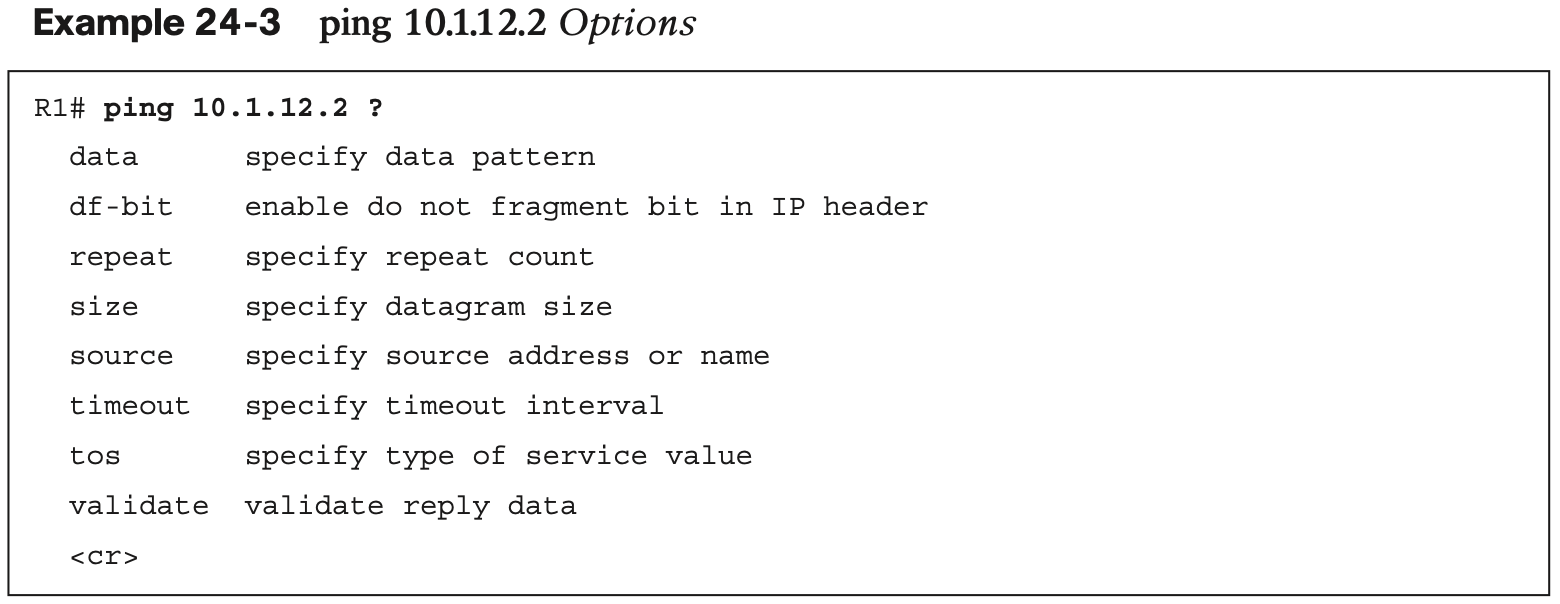 Example 24-3 ping 10.1.12.2 Options
R1# ping 10.1.12.2 ?
data specify data pattern
df-bit enable do not fragment bit in IP header
repeat specify repeat count
size specify datagram size
source specify source address or name
timeout specify timeout interval
tos specify type of service value
validate validate reply data
<cr>